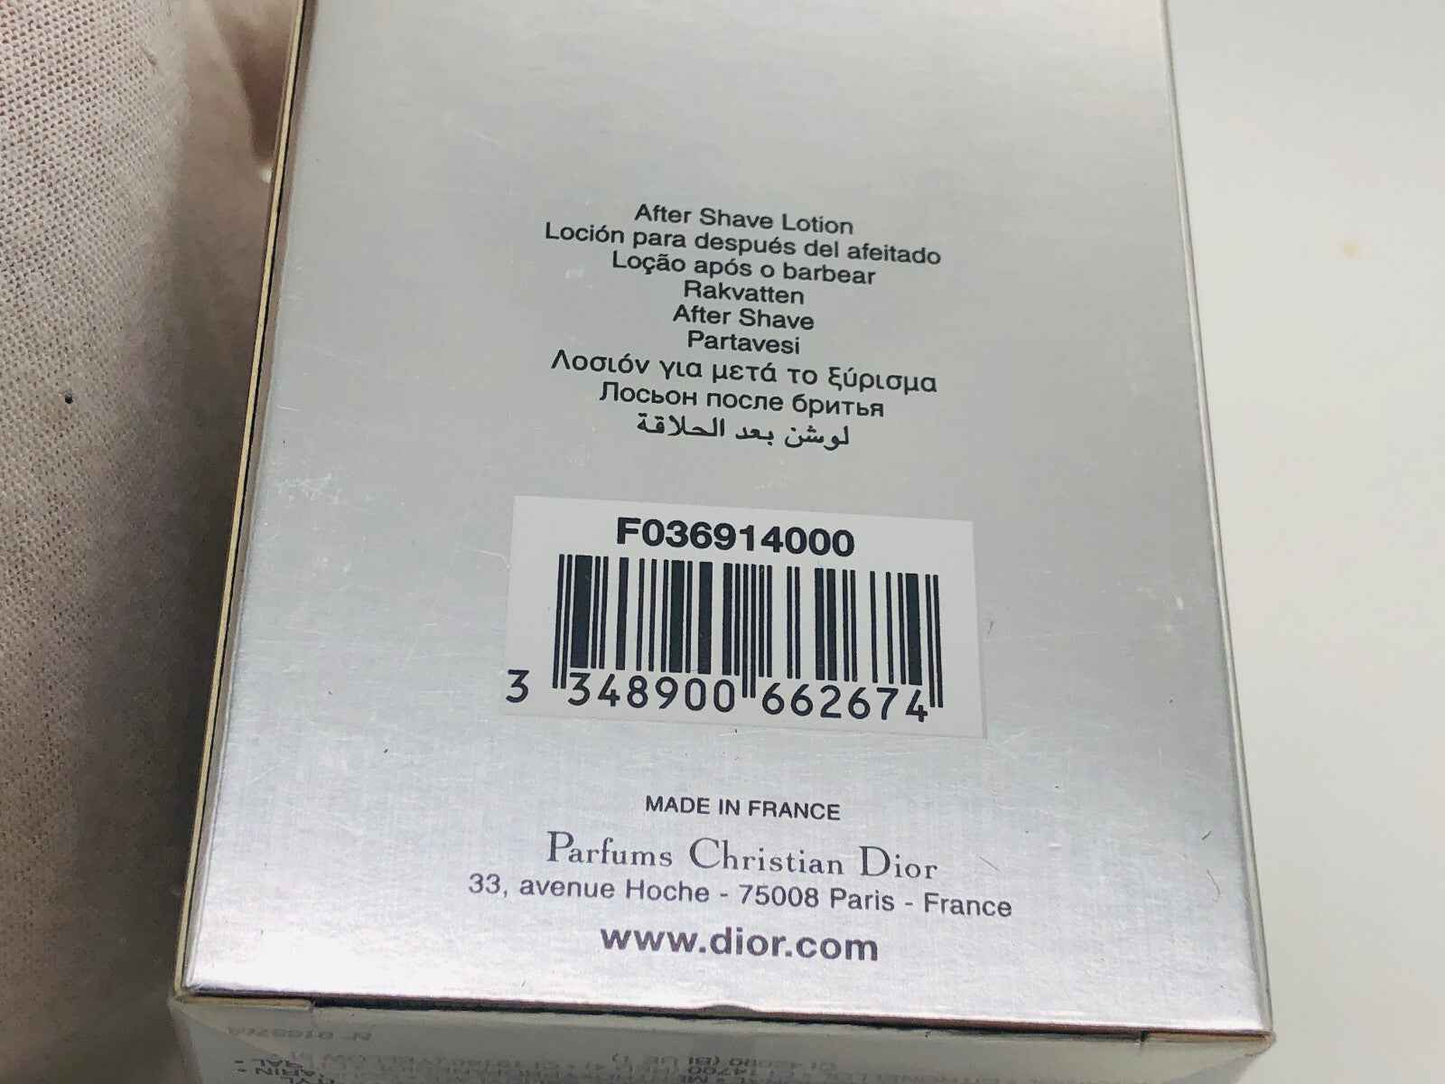 After Shave Lotion
Loción para después del afeitado
Loção após o barbear
Rakvatten
After Shave
Partavesi
Λοσιόν για μετά το ξύρισμα
Лосьон после бритья
لوشن بعد الحلاقة
F036914000
3 348900 662674
MADE IN FRANCE
Parfums Christian Dior
33, avenue Hoche - 75008 Paris - France
www.dior.com